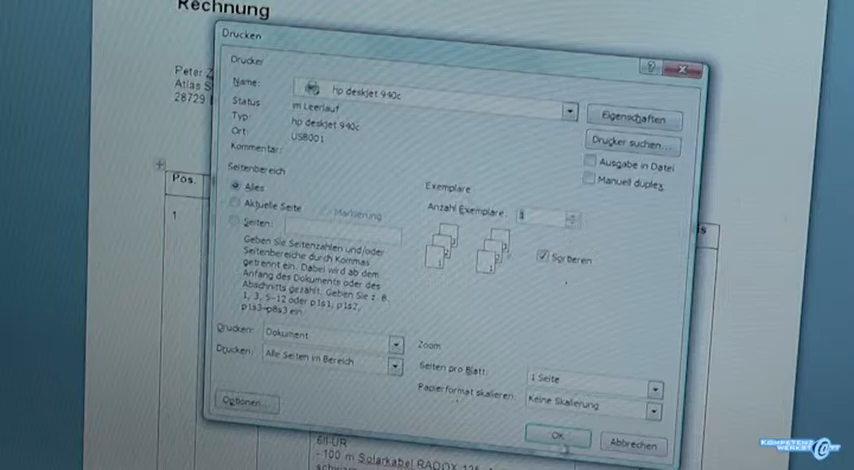 Rechnung
Drucken
Drucker
Name:
hp deskjet 940c
Status
m Leerlauf
Typ:
hp deskjet 940c
Ort:
USB001
Kommentar:
Eigenschaften
Drucker suchen...
Ausgabe in Datei
Manuell duplex
Peter
Atlas
28729
Seitenbereich
Alles
Aktuelle Seite
Markierung
Seiten:
Geben Sie Seitenzahlen und/oder
Seitenbereiche durch Kommas
getrennt ein. Dabei wird ab dem
Anfang des Dokuments oder des
Abschnitts gezählt. Geben Sie z. B.
1, 3, 5-12 oder p1s1, p1s2,
p1s3-p8s3 ein
Exemplare
Anzahl Exemplare:
Sortieren
Pos.
1
Drucken:
Dokument
Drucken:
Alle Seiten im Bereich
Zoom
Seiten pro Blatt:
1 Seite
Papierformat skalieren:
Keine Skalierung
Optionen...
OK
Abbrechen
- 100 m Solarkabel RADOX 125
KOMPETENZ
WERKSTATT